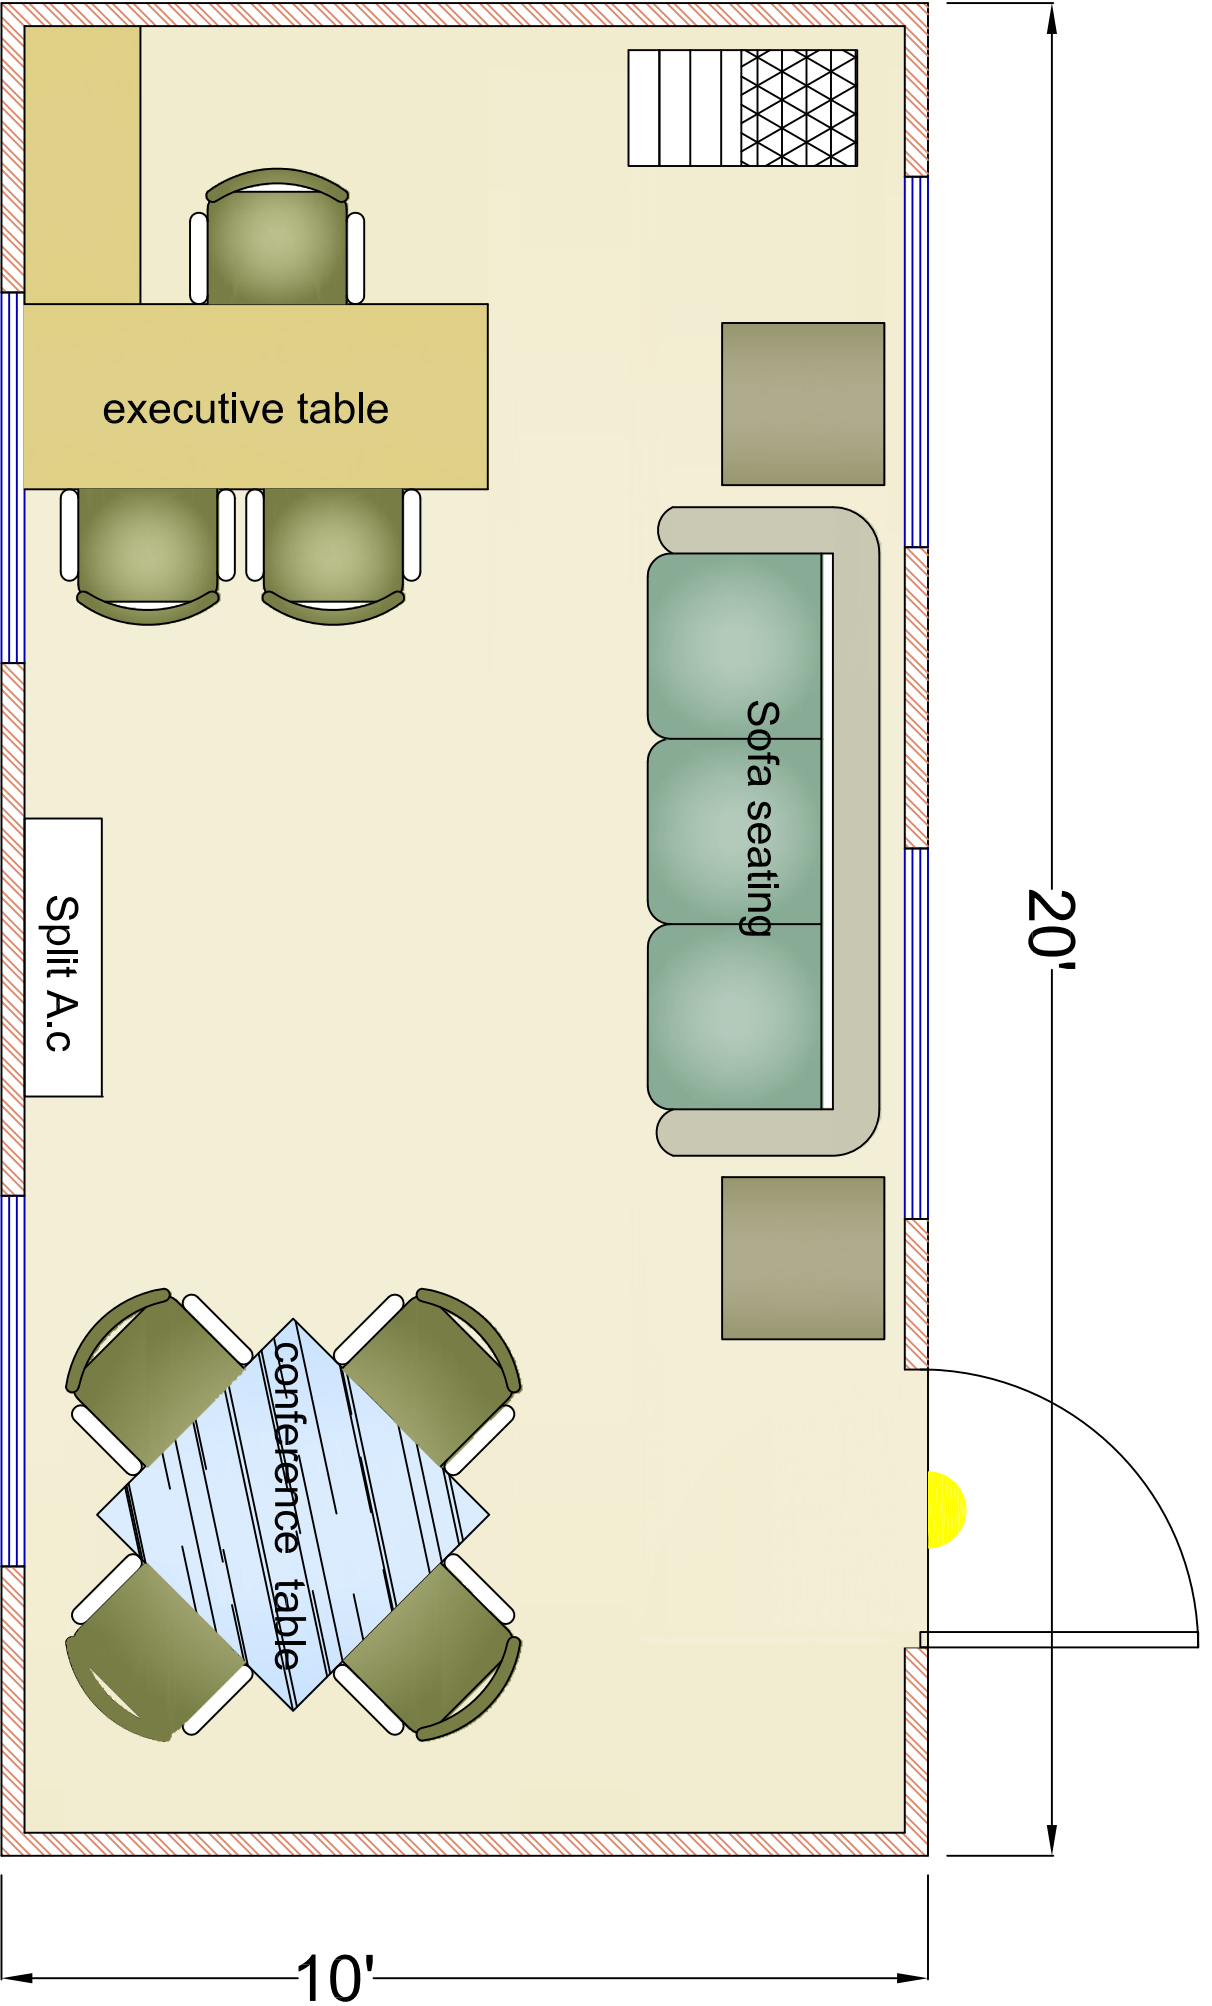 executive table
Sofa seating
Split A.c
20'
conference table
10'